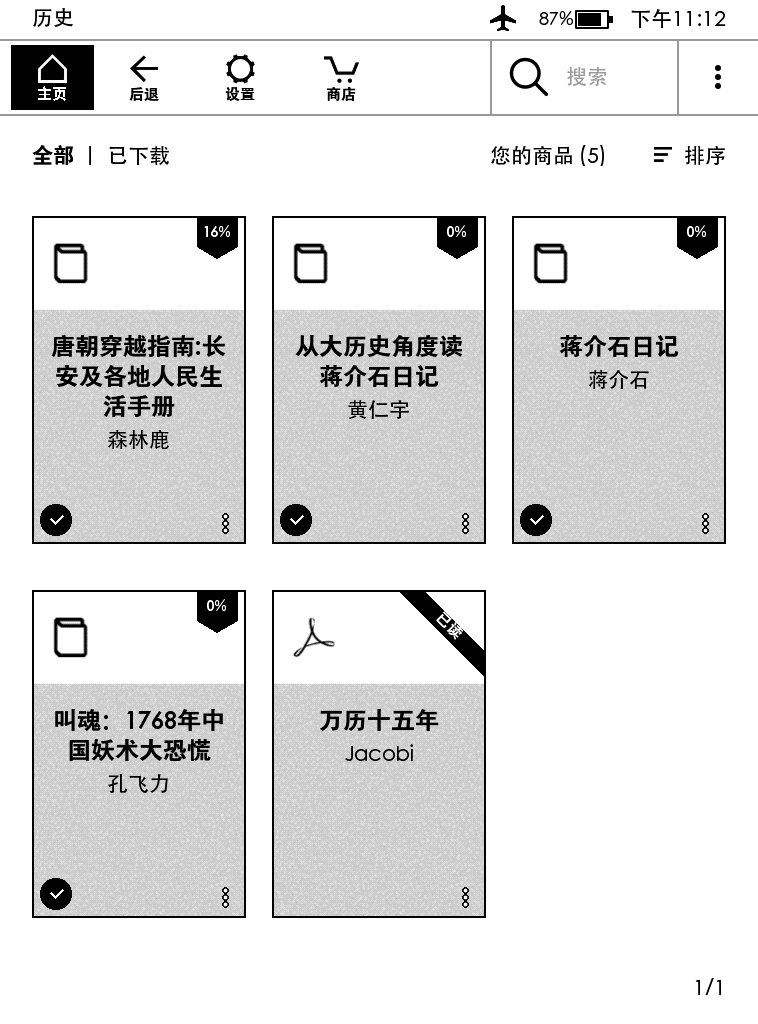 历史
87%
下午11:12
主页
后退
设置
商店
搜索
全部 | 已下载
您的商品 (5)
排序
16%
唐朝穿越指南:长
安及各地人民生
活手册
森林鹿
0%
从大历史角度读
蒋介石日记
黄仁宇
0%
蒋介石日记
蒋介石
0%
叫魂：1768年中
国妖术大恐慌
孔飞力
已读
万历十五年
Jacobi
1/1